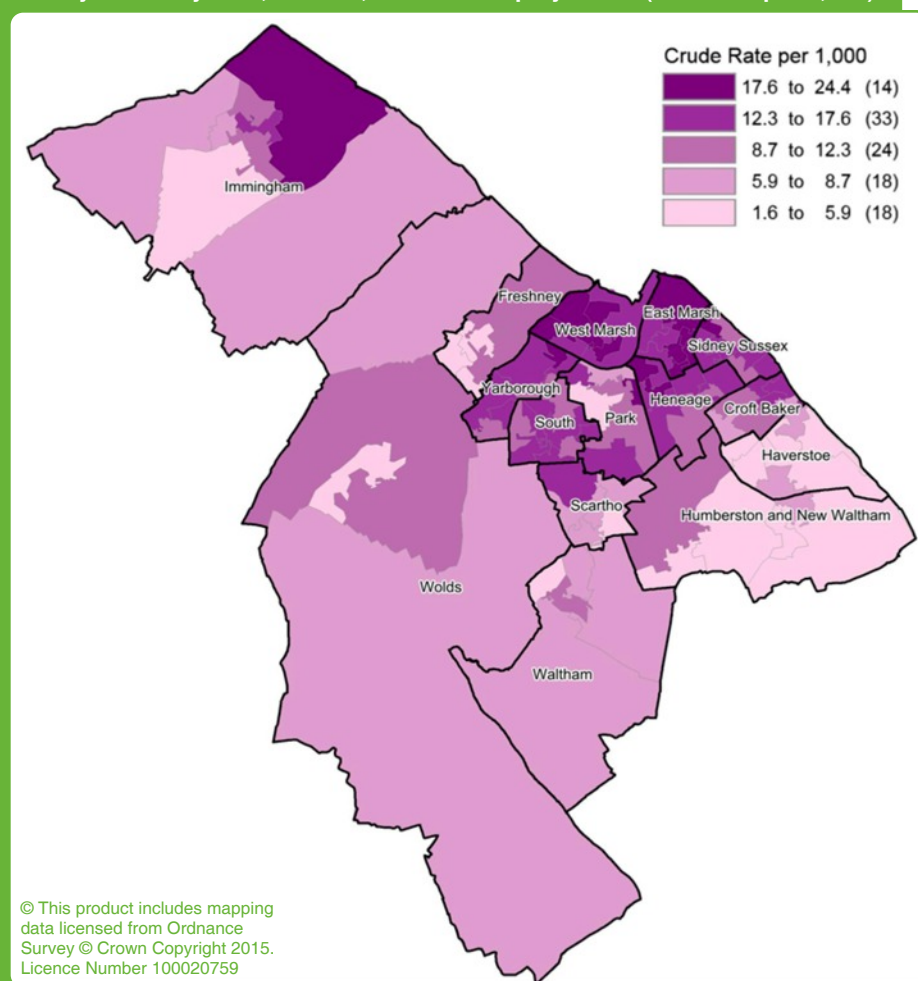 Crude Rate per 1,000
17.6 to 24.4 (14)
12.3 to 17.6 (33)
8.7 to 12.3 (24)
5.9 to 8.7 (18)
1.6 to 5.9 (18)
Immingham
Freshney
West Marsh
East Marsh
Sidney Sussex
Yarborough
South
Park
Heneage
Croft Baker
Haverstoe
Scartho
Humberston and New Waltham
Wolds
Waltham
© This product includes mapping
data licensed from Ordnance
Survey © Crown Copyright 2015.
Licence Number 100020759